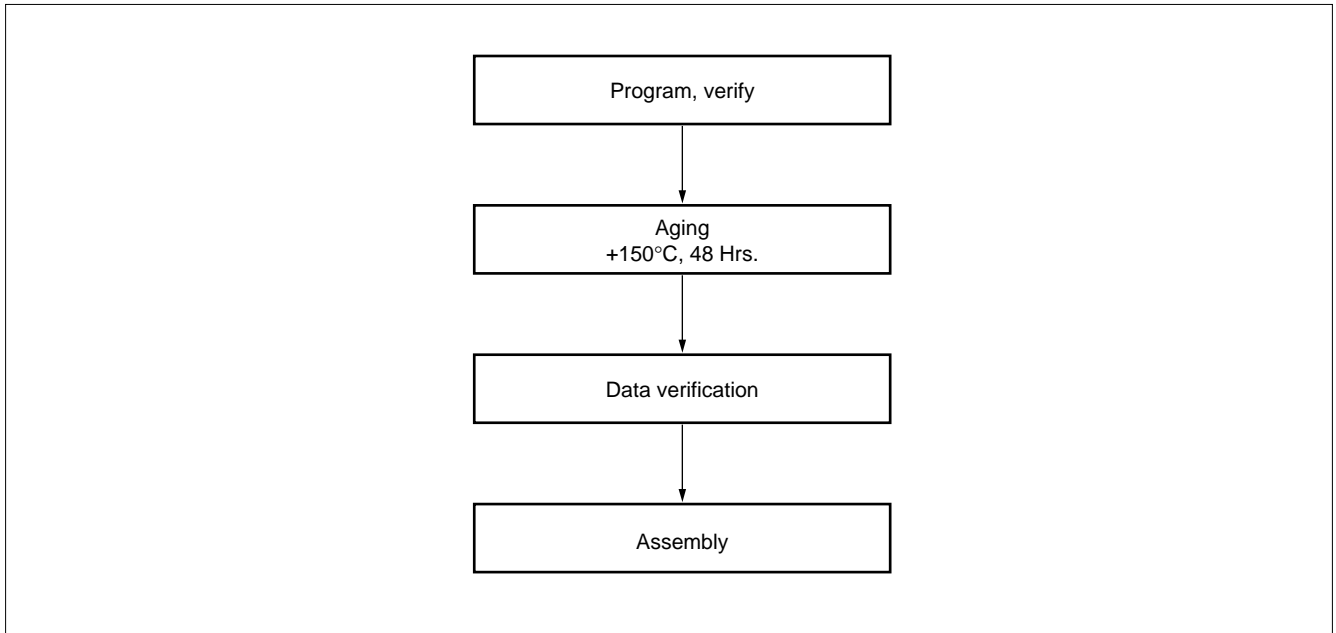 Program, verify
Aging
+150°C, 48 Hrs.
Data verification
Assembly